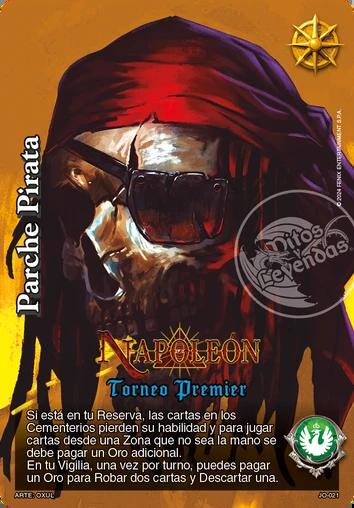 Parche Pirata
© 2024 FENIX ENTERTAINMENT S.P.A.
Mitos
y
Leyendas
NAPOLEÓN
Torneo Premier
Si está en tu Reserva, las cartas en los
Cementerios pierden su habilidad y para jugar
cartas desde una Zona que no sea la mano se
debe pagar un Oro adicional.
En tu Vigilia, una vez por turno, puedes pagar
un Oro para Robar dos cartas y Descartar una.
ARTE: OXUL
JO-021